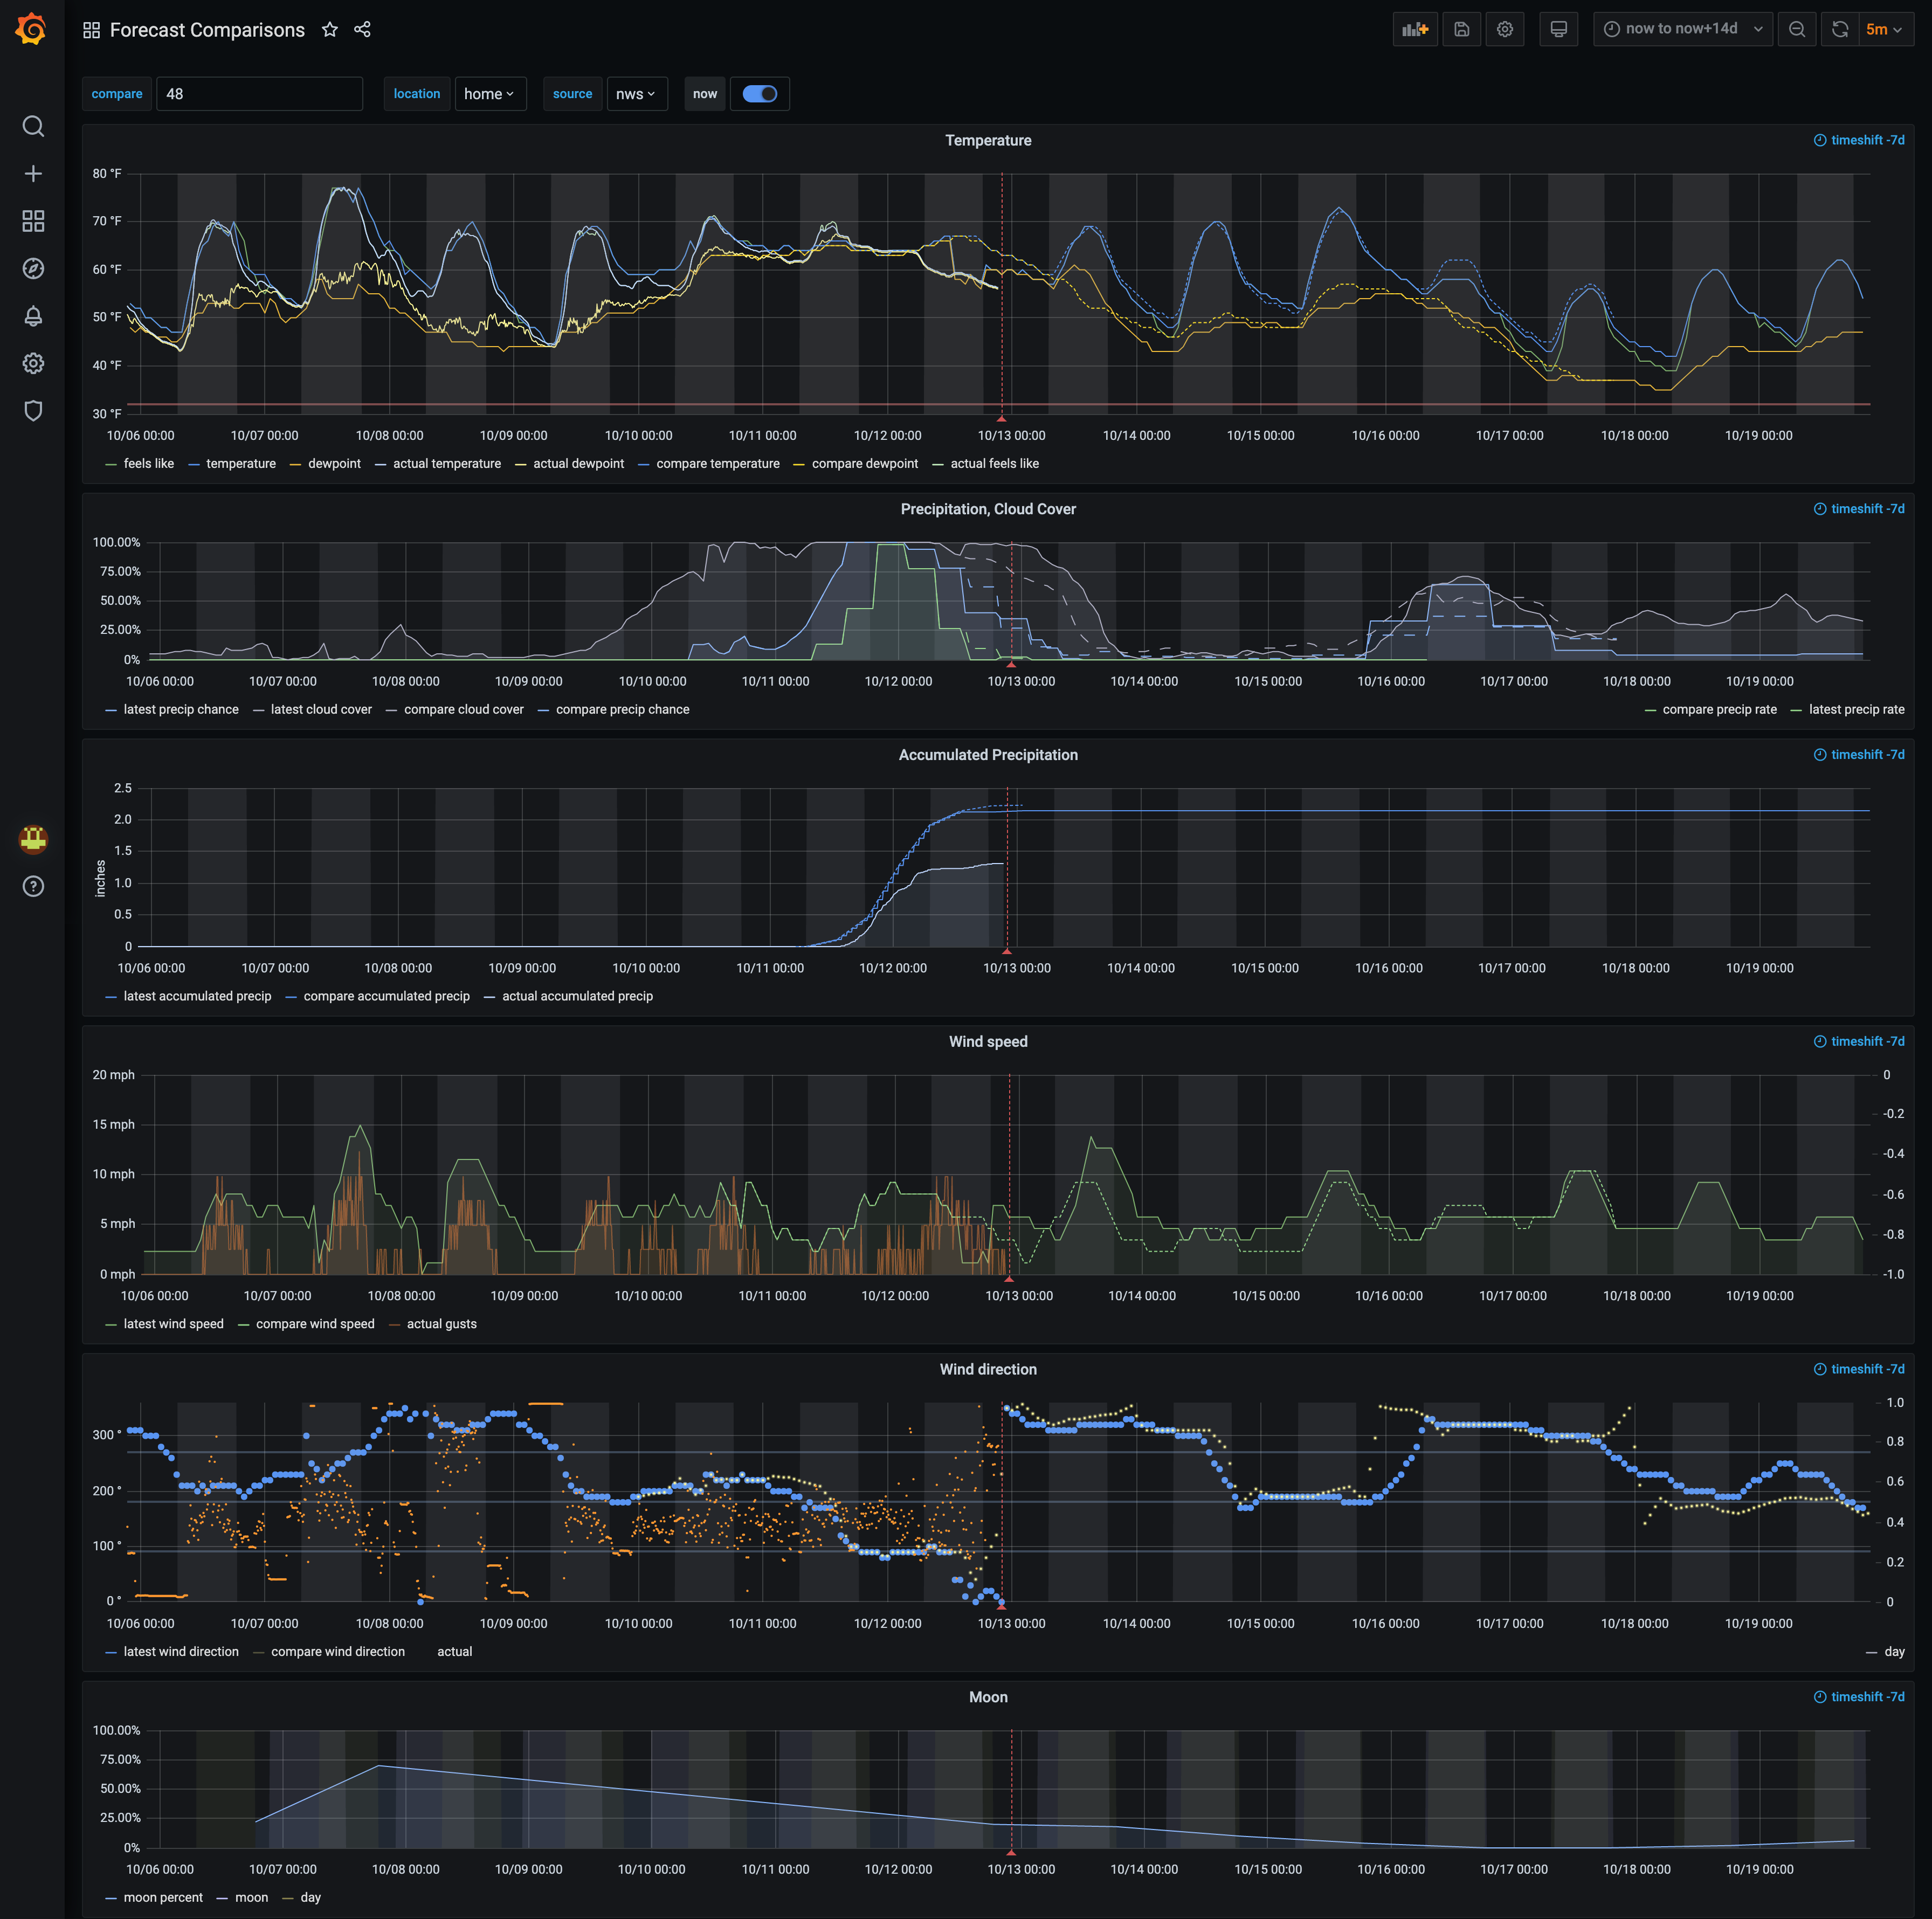 Forecast Comparisons now to now+14d 5m
compare 48 location home source nws now
Temperature timeshift -7d
80 °F
70 °F
60 °F
50 °F
40 °F
30 °F
10/06 00:00 10/07 00:00 10/08 00:00 10/09 00:00 10/10 00:00 10/11 00:00 10/12 00:00 10/13 00:00 10/14 00:00 10/15 00:00 10/16 00:00 10/17 00:00 10/18 00:00 10/19 00:00
feels like temperature dewpoint actual temperature actual dewpoint compare temperature compare dewpoint actual feels like
Precipitation, Cloud Cover timeshift -7d
100.00%
75.00%
50.00%
25.00%
0%
10/06 00:00 10/07 00:00 10/08 00:00 10/09 00:00 10/10 00:00 10/11 00:00 10/12 00:00 10/13 00:00 10/14 00:00 10/15 00:00 10/16 00:00 10/17 00:00 10/18 00:00 10/19 00:00
latest precip chance latest cloud cover compare cloud cover compare precip chance compare precip rate latest precip rate
Accumulated Precipitation timeshift -7d
inches
2.5
2.0
1.5
1.0
0.5
0
10/06 00:00 10/07 00:00 10/08 00:00 10/09 00:00 10/10 00:00 10/11 00:00 10/12 00:00 10/13 00:00 10/14 00:00 10/15 00:00 10/16 00:00 10/17 00:00 10/18 00:00 10/19 00:00
latest accumulated precip compare accumulated precip actual accumulated precip
Wind speed timeshift -7d
20 mph 0
-0.2
15 mph
-0.4
10 mph
-0.6
5 mph
-0.8
0 mph -1.0
10/06 00:00 10/07 00:00 10/08 00:00 10/09 00:00 10/10 00:00 10/11 00:00 10/12 00:00 10/13 00:00 10/14 00:00 10/15 00:00 10/16 00:00 10/17 00:00 10/18 00:00 10/19 00:00
latest wind speed compare wind speed actual gusts
Wind direction timeshift -7d
1.0
300 °
0.8
200 ° 0.6
0.4
100 °
0.2
0 ° 0
10/06 00:00 10/07 00:00 10/08 00:00 10/09 00:00 10/10 00:00 10/11 00:00 10/12 00:00 10/13 00:00 10/14 00:00 10/15 00:00 10/16 00:00 10/17 00:00 10/18 00:00 10/19 00:00
latest wind direction compare wind direction actual day
Moon timeshift -7d
100.00%
75.00%
50.00%
25.00%
0%
10/06 00:00 10/07 00:00 10/08 00:00 10/09 00:00 10/10 00:00 10/11 00:00 10/12 00:00 10/13 00:00 10/14 00:00 10/15 00:00 10/16 00:00 10/17 00:00 10/18 00:00 10/19 00:00
moon percent moon day